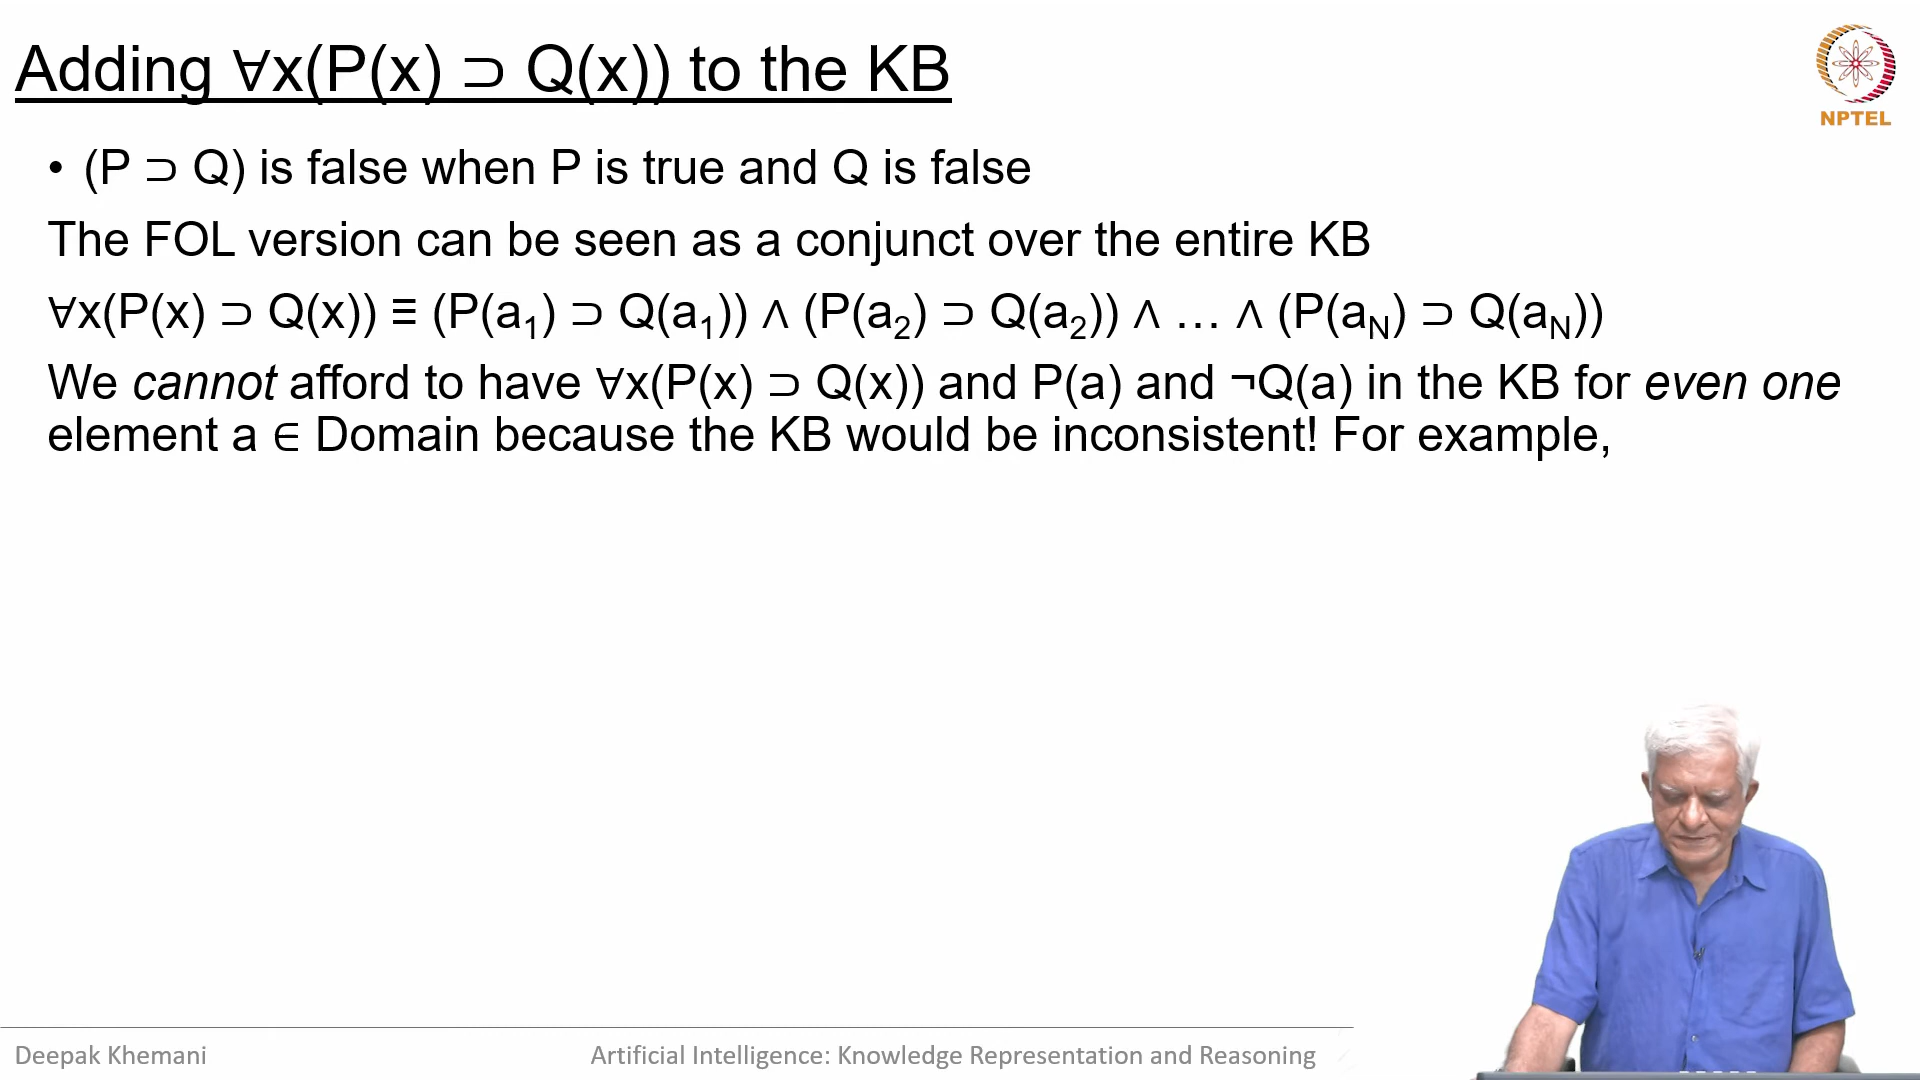 Adding ∀x(P(x) ⊃ Q(x)) to the KB
NPTEL
• (P ⊃ Q) is false when P is true and Q is false
The FOL version can be seen as a conjunct over the entire KB
∀x(P(x) ⊃ Q(x)) ≡ (P(a₁) ⊃ Q(a₁)) ∧ (P(a₂) ⊃ Q(a₂)) ∧ … ∧ (P(a_N) ⊃ Q(a_N))
We cannot afford to have ∀x(P(x) ⊃ Q(x)) and P(a) and ¬Q(a) in the KB for even one
element a ∈ Domain because the KB would be inconsistent! For example,
Deepak Khemani
Artificial Intelligence: Knowledge Representation and Reasoning